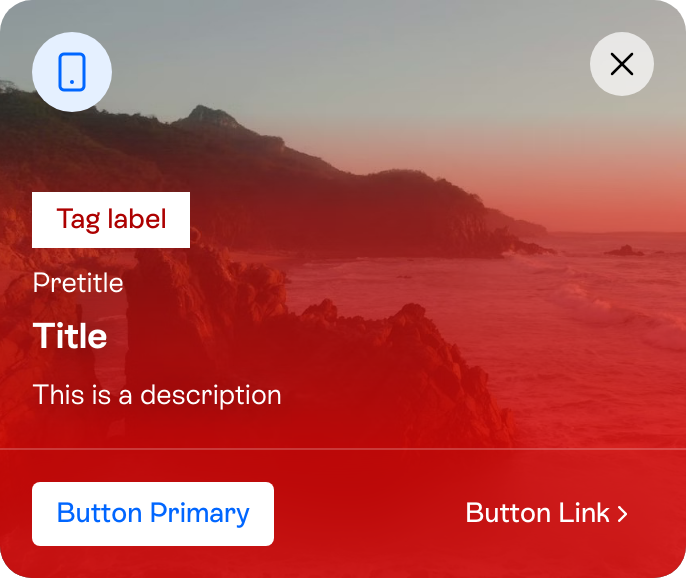 Tag label
Pretitle
Title
This is a description
Button Primary
Button Link